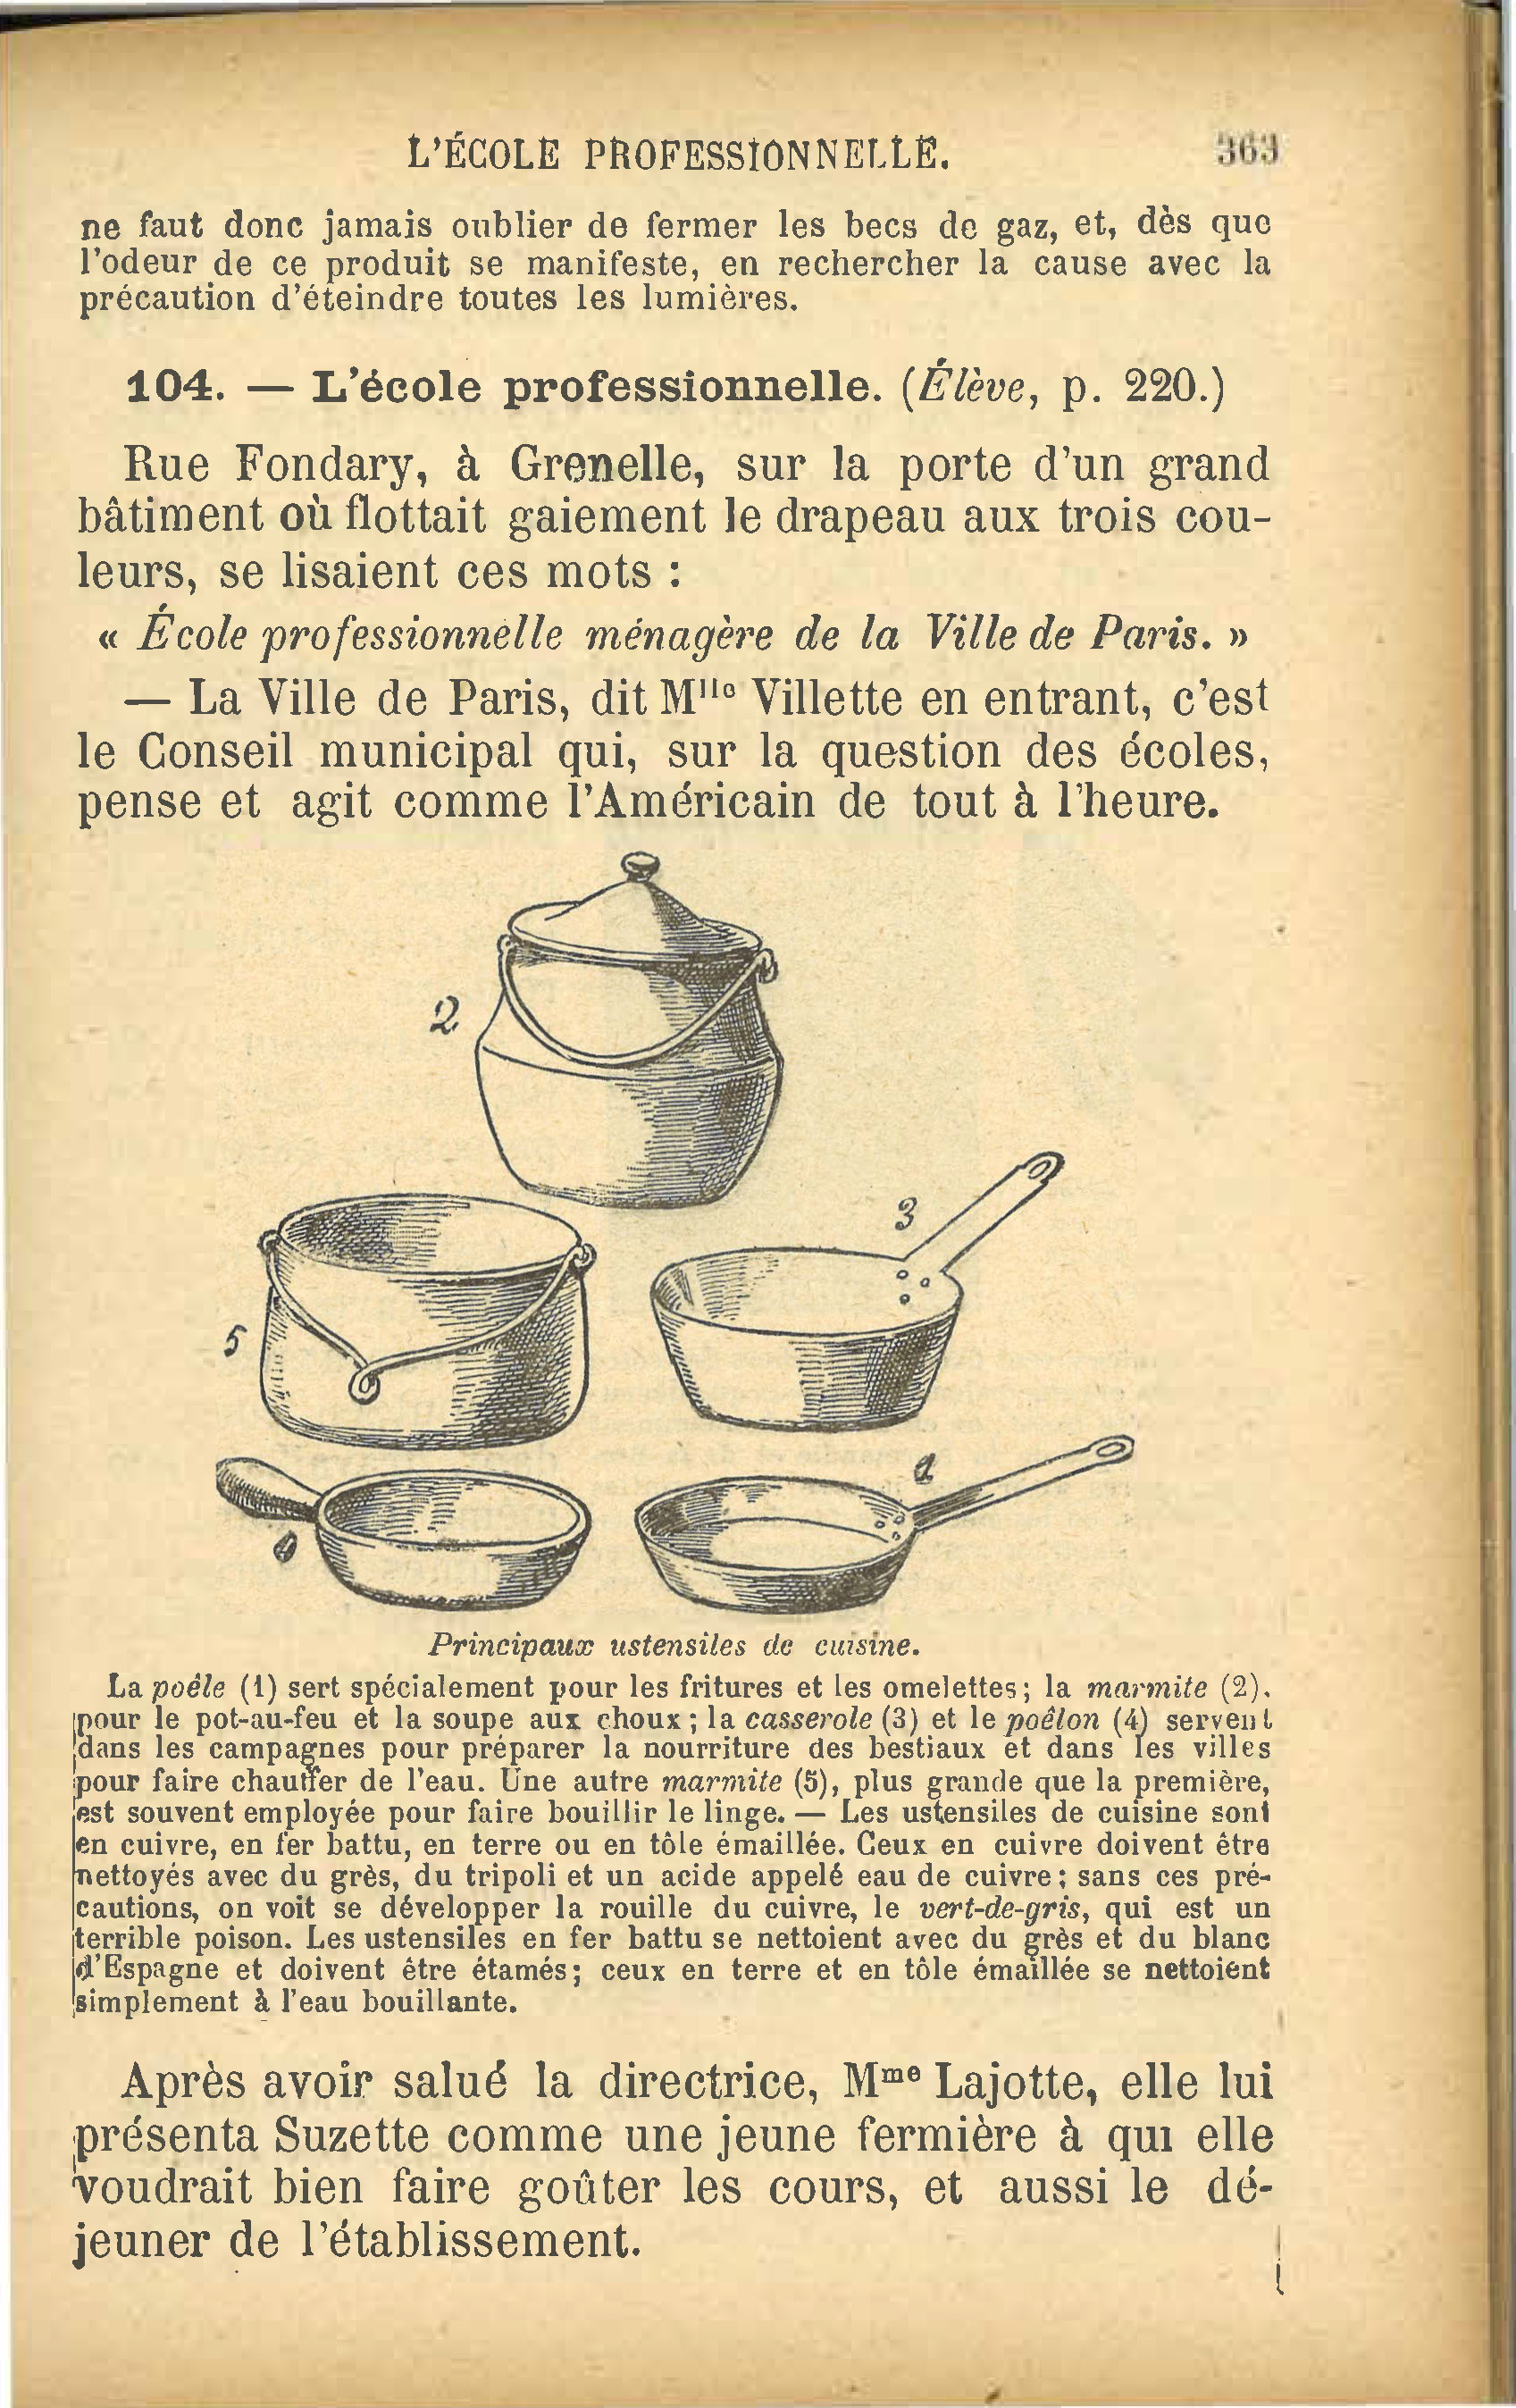 L'ÉCOLE PROFESSIONNELLE. 363
ne faut donc jamais oublier de fermer les becs de gaz, et, dès que
l'odeur de ce produit se manifeste, en rechercher la cause avec la
précaution d'éteindre toutes les lumières.
104. — L'école professionnelle. (Élève, p. 220.)
Rue Fondary, à Grenelle, sur la porte d'un grand
bâtiment où flottait gaiement le drapeau aux trois cou-
leurs, se lisaient ces mots :
« École professionnelle ménagère de la Ville de Paris. »
— La Ville de Paris, dit Mlle Villette en entrant, c'est
le Conseil municipal qui, sur la question des écoles,
pense et agit comme l'Américain de tout à l'heure.
2
3
5
1
Principaux ustensiles de cuisine.
La poêle (1) sert spécialement pour les fritures et les omelettes; la marmite (2),
pour le pot-au-feu et la soupe aux choux; la casserole (3) et le poêlon (4) servent
dans les campagnes pour préparer la nourriture des bestiaux et dans les villes
pour faire chauffer de l'eau. Une autre marmite (5), plus grande que la première,
est souvent employée pour faire bouillir le linge. — Les ustensiles de cuisine sont
en cuivre, en fer battu, en terre ou en tôle émaillée. Ceux en cuivre doivent être
nettoyés avec du grès, du tripoli et un acide appelé eau de cuivre; sans ces pré-
cautions, on voit se développer la rouille du cuivre, le vert-de-gris, qui est un
terrible poison. Les ustensiles en fer battu se nettoient avec du grès et du blanc
d'Espagne et doivent être étamés; ceux en terre et en tôle émaillée se nettoient
simplement à l'eau bouillante.
Après avoir salué la directrice, Mme Lajotte, elle lui
présenta Suzette comme une jeune fermière à qui elle
voudrait bien faire goûter les cours, et aussi le dé-
jeuner de l'établissement.